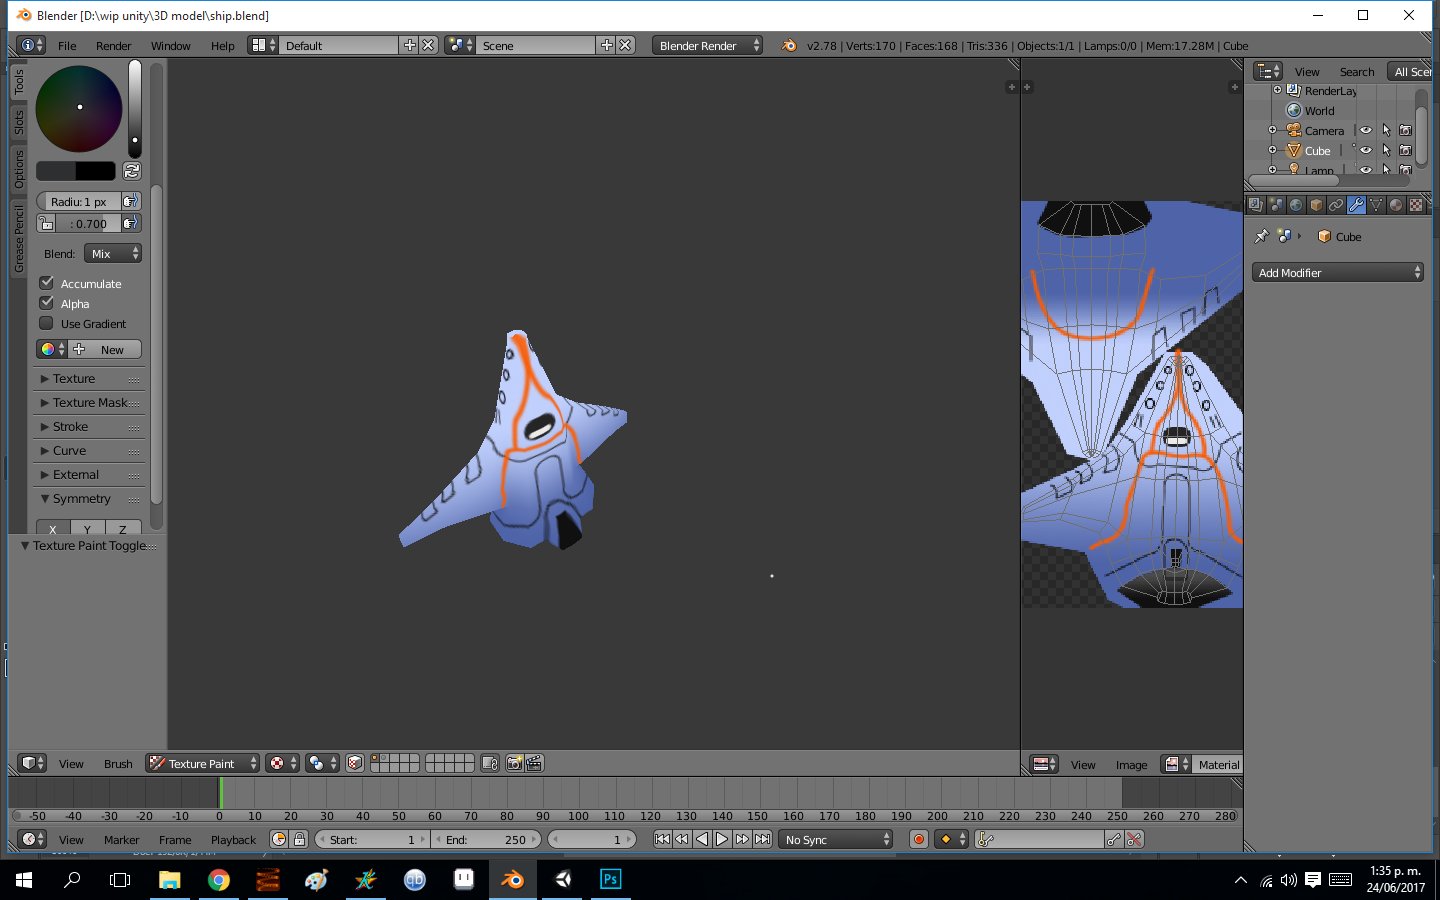 Blender [D:\wip unity\3D model\ship.blend]
File Render Window Help Default Scene Blender Render v2.78 | Verts:170 | Faces:168 | Tris:336 | Objects:1/1 | Lamps:0/0 | Mem:17.28M | Cube
Tools
Slots
Options
Grease Pencil
Radiu: 1 px
: 0.700
Blend: Mix
Accumulate
Alpha
Use Gradient
New
Texture
Texture Mask
Stroke
Curve
External
Symmetry
X Y Z
Texture Paint Toggle
View Search All Scen
RenderLay
World
Camera
Cube
Lamp
Cube
Add Modifier
View Brush Texture Paint
View Image Material
-50 -40 -30 -20 -10 0 10 20 30 40 50 60 70 80 90 100 110 120 130 140 150 160 170 180 190 200 210 220 230 240 250 260 270 280
View Marker Frame Playback Start: 1 End: 250 1 No Sync
qb
Ps
1:35 p. m.
24/06/2017